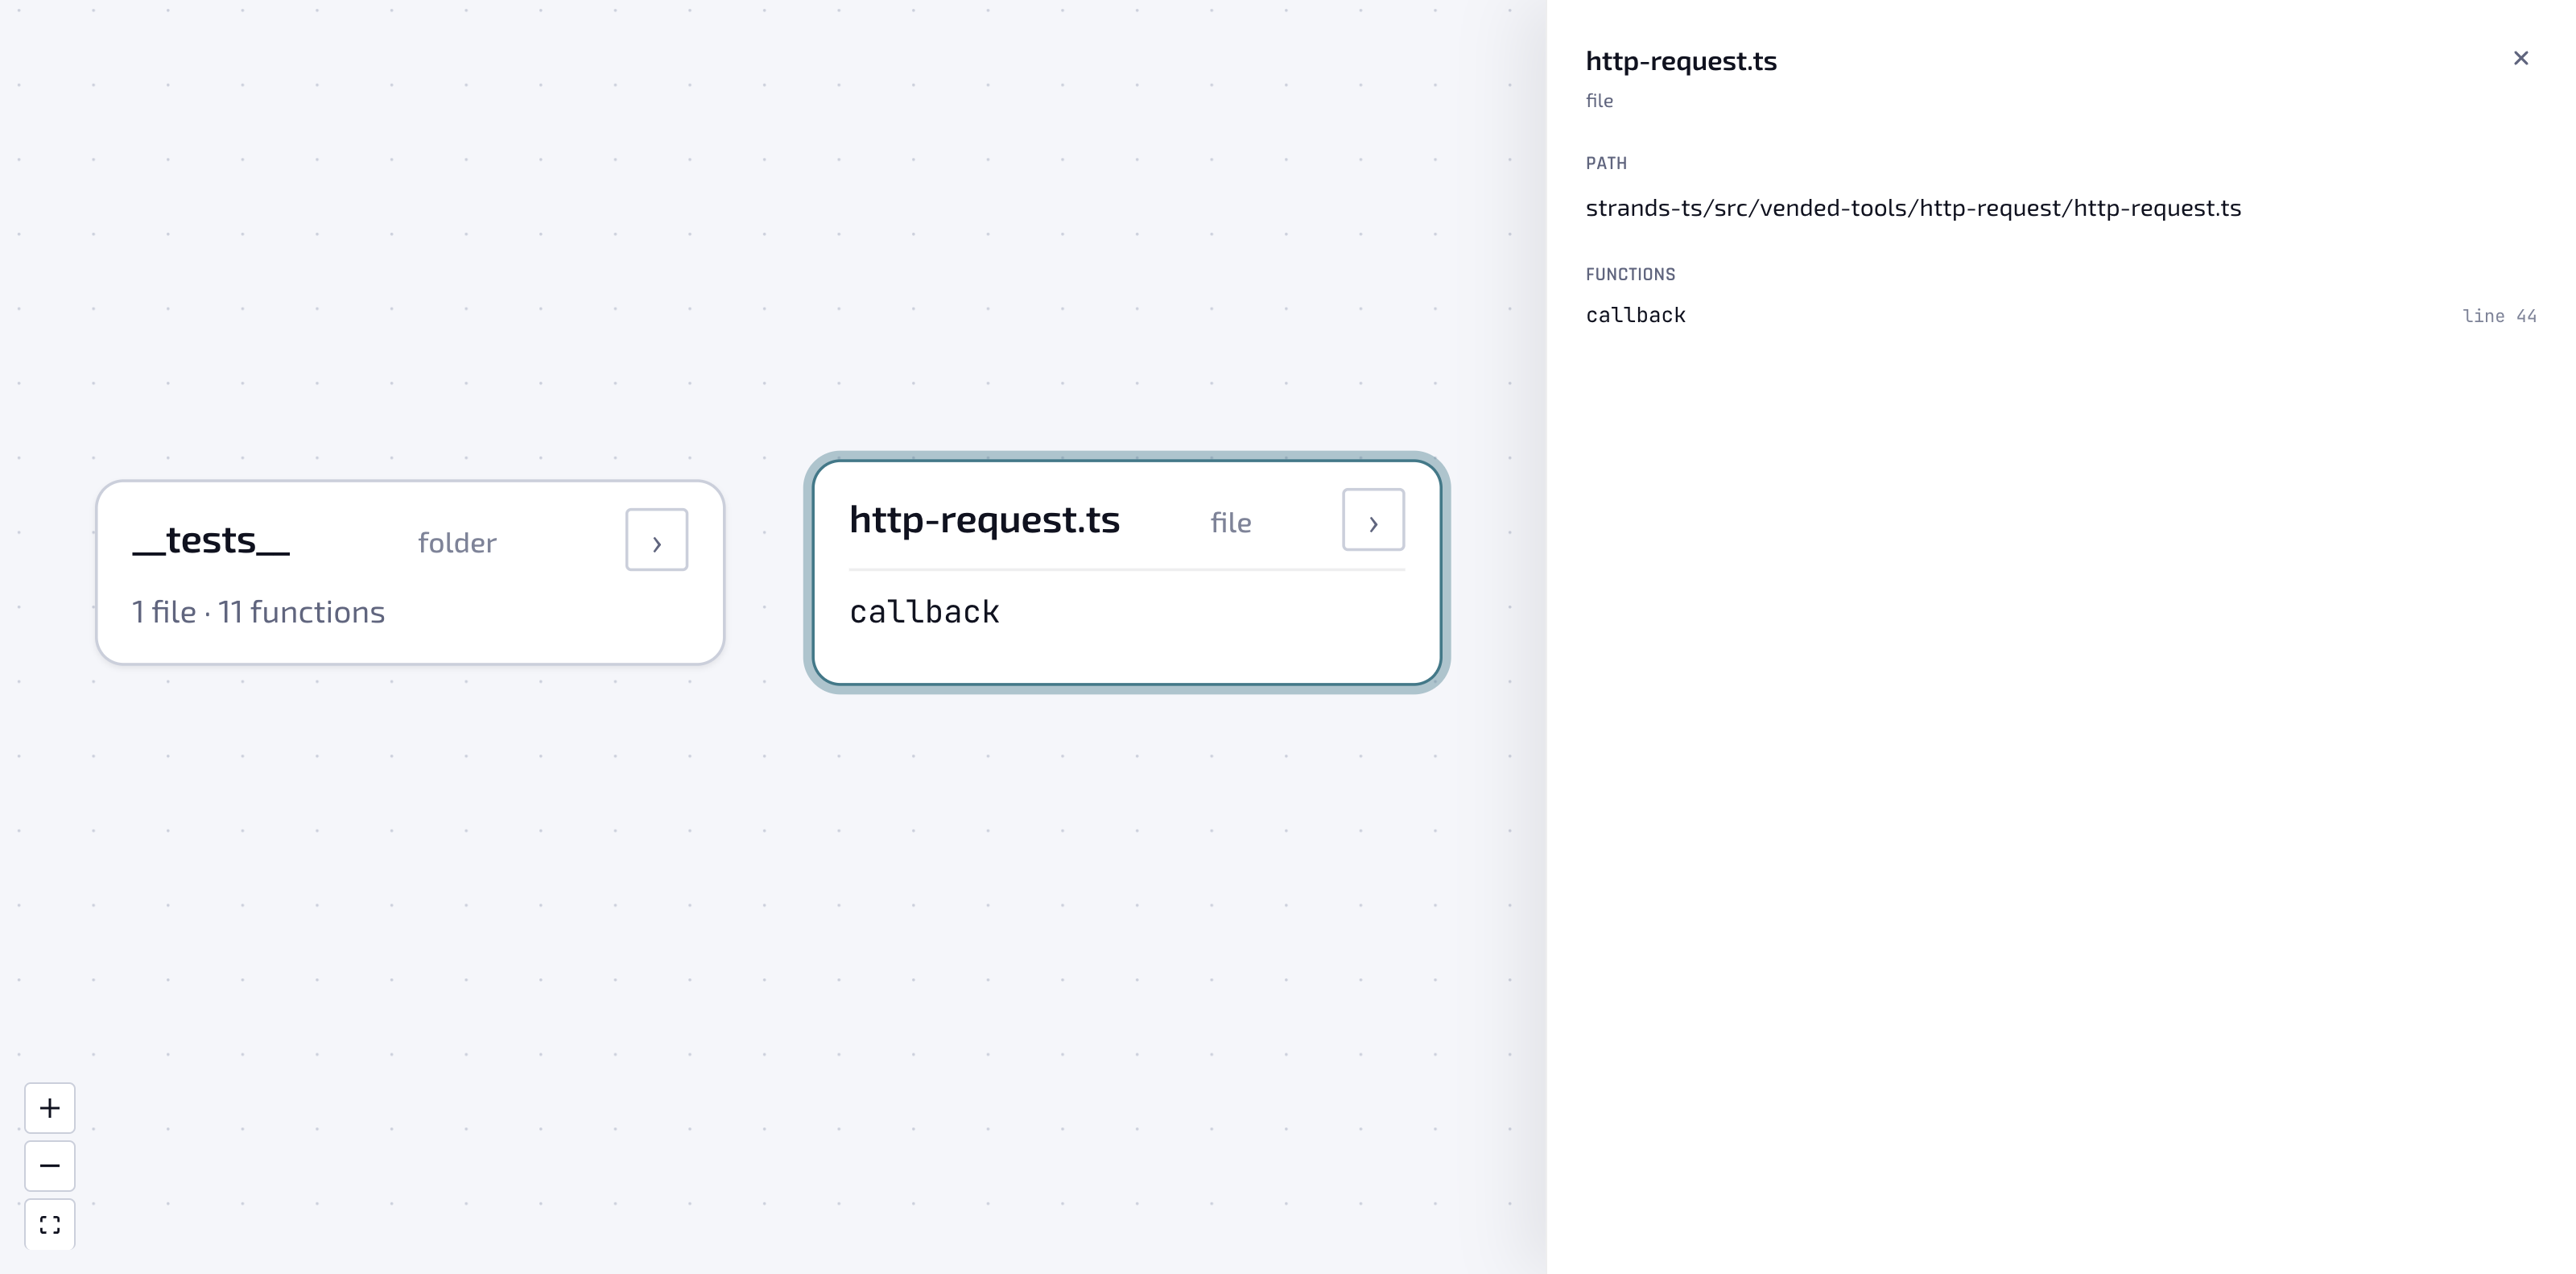 __tests__
folder
1 file · 11 functions
http-request.ts
file
callback
http-request.ts
file
PATH
strands-ts/src/vended-tools/http-request/http-request.ts
FUNCTIONS
callback
line 44